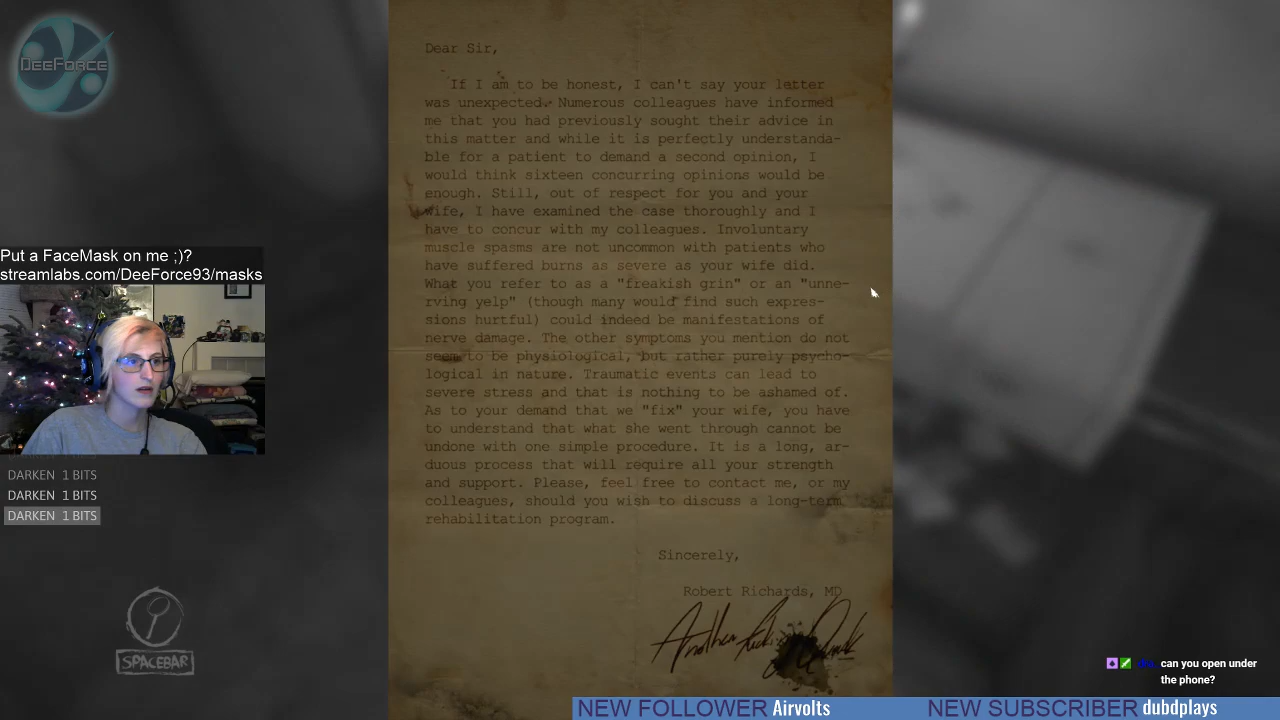 DEEFORCE
Dear Sir,
If I am to be honest, I can't say your letter
was unexpected. Numerous colleagues have informed
me that you had previously sought their advice in
this matter and while it is perfectly understanda-
ble for a patient to demand a second opinion, I
would think sixteen concurring opinions would be
enough. Still, out of respect for you and your
wife, I have examined the case thoroughly and I
have to concur with my colleagues. Involuntary
muscle spasms are not uncommon with patients who
have suffered burns as severe as your wife did.
What you refer to as a "freakish grin" or an "unne-
rving yelp" (though many would find such expres-
sions hurtful) could indeed be manifestations of
nerve damage. The other symptoms you mention do not
seem to be physiological, but rather purely psycho-
logical in nature. Traumatic events can lead to
severe stress and that is nothing to be ashamed of.
As to your demand that we "fix" your wife, you have
to understand that what she went through cannot be
undone with one simple procedure. It is a long, ar-
duous process that will require all your strength
and support. Please, feel free to contact me, or my
colleagues, should you wish to discuss a long-term
rehabilitation program.
Sincerely,
Robert Richards, MD
Another
Put a FaceMask on me ;)?
streamlabs.com/DeeForce93/masks
DARKEN 1 BITS
DARKEN 1 BITS
DARKEN 1 BITS
SPACEBAR
can you open under
the phone?
NEW FOLLOWER Airvolts
NEW SUBSCRIBER dubdplays